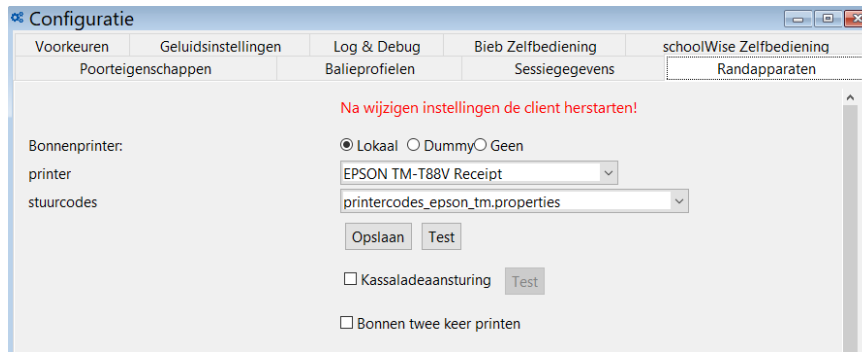 Configuratie
Voorkeuren Geluidsinstellingen Log & Debug Bieb Zelfbediening schoolWise Zelfbediening
Poorteigenschappen Balieprofielen Sessiegegevens Randapparaten
Na wijzigen instellingen de client herstarten!
Bonnenprinter: Lokaal Dummy Geen
printer EPSON TM-T88V Receipt
stuurcodes printercodes_epson_tm.properties
Opslaan Test
Kassaladeaansturing Test
Bonnen twee keer printen